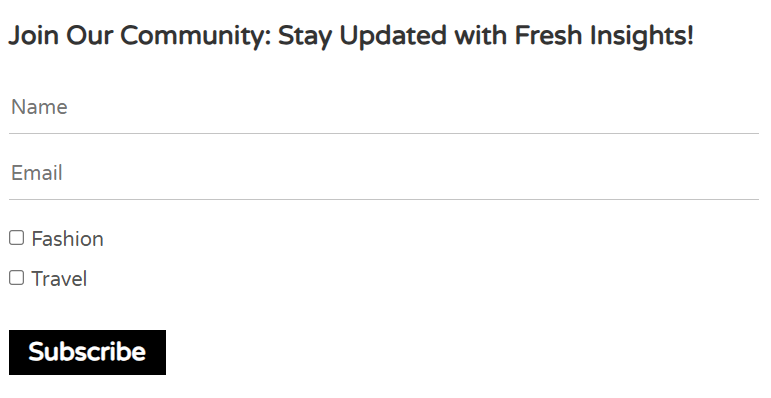 Join Our Community: Stay Updated with Fresh Insights!
Name
Email
Fashion
Travel
Subscribe